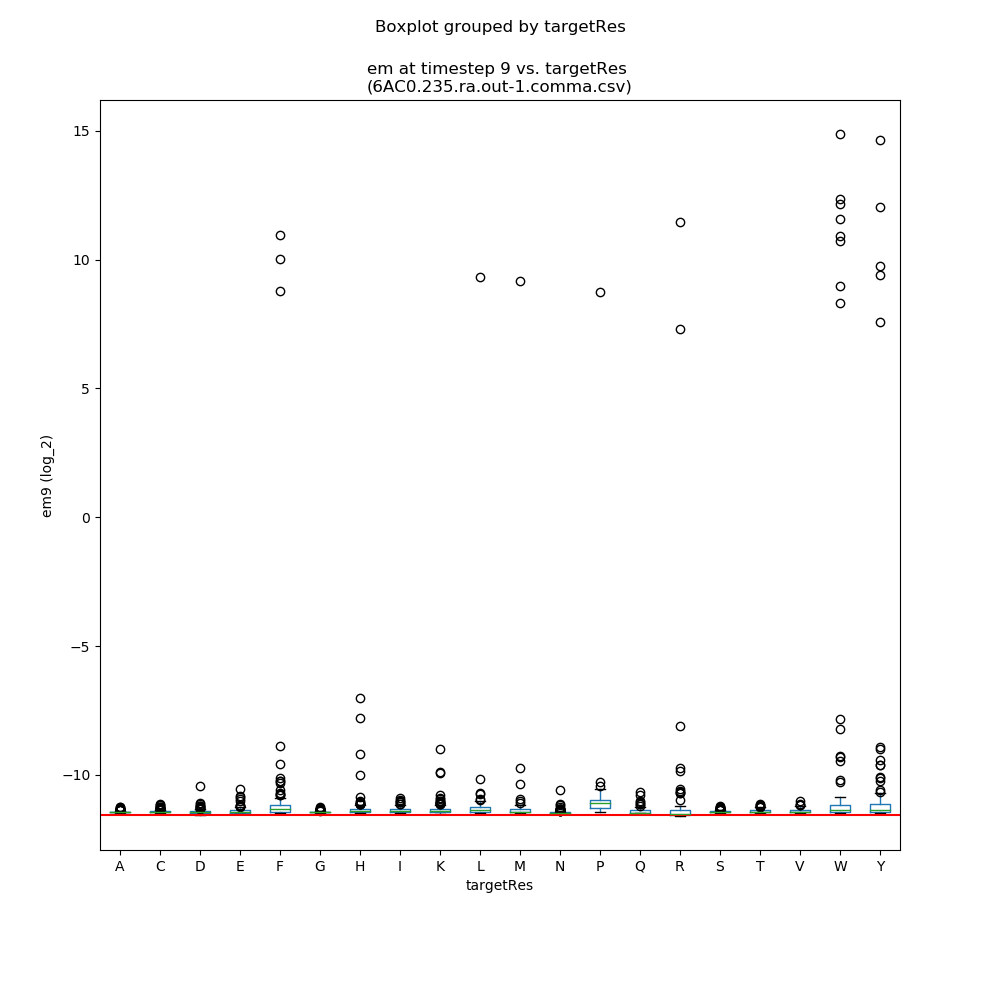 Boxplot grouped by targetRes
em at timestep 9 vs. targetRes
(6AC0.235.ra.out-1.comma.csv)
15
10
5
0
−5
−10
em9 (log_2)
A C D E F G H I K L M N P Q R S T V W Y
targetRes